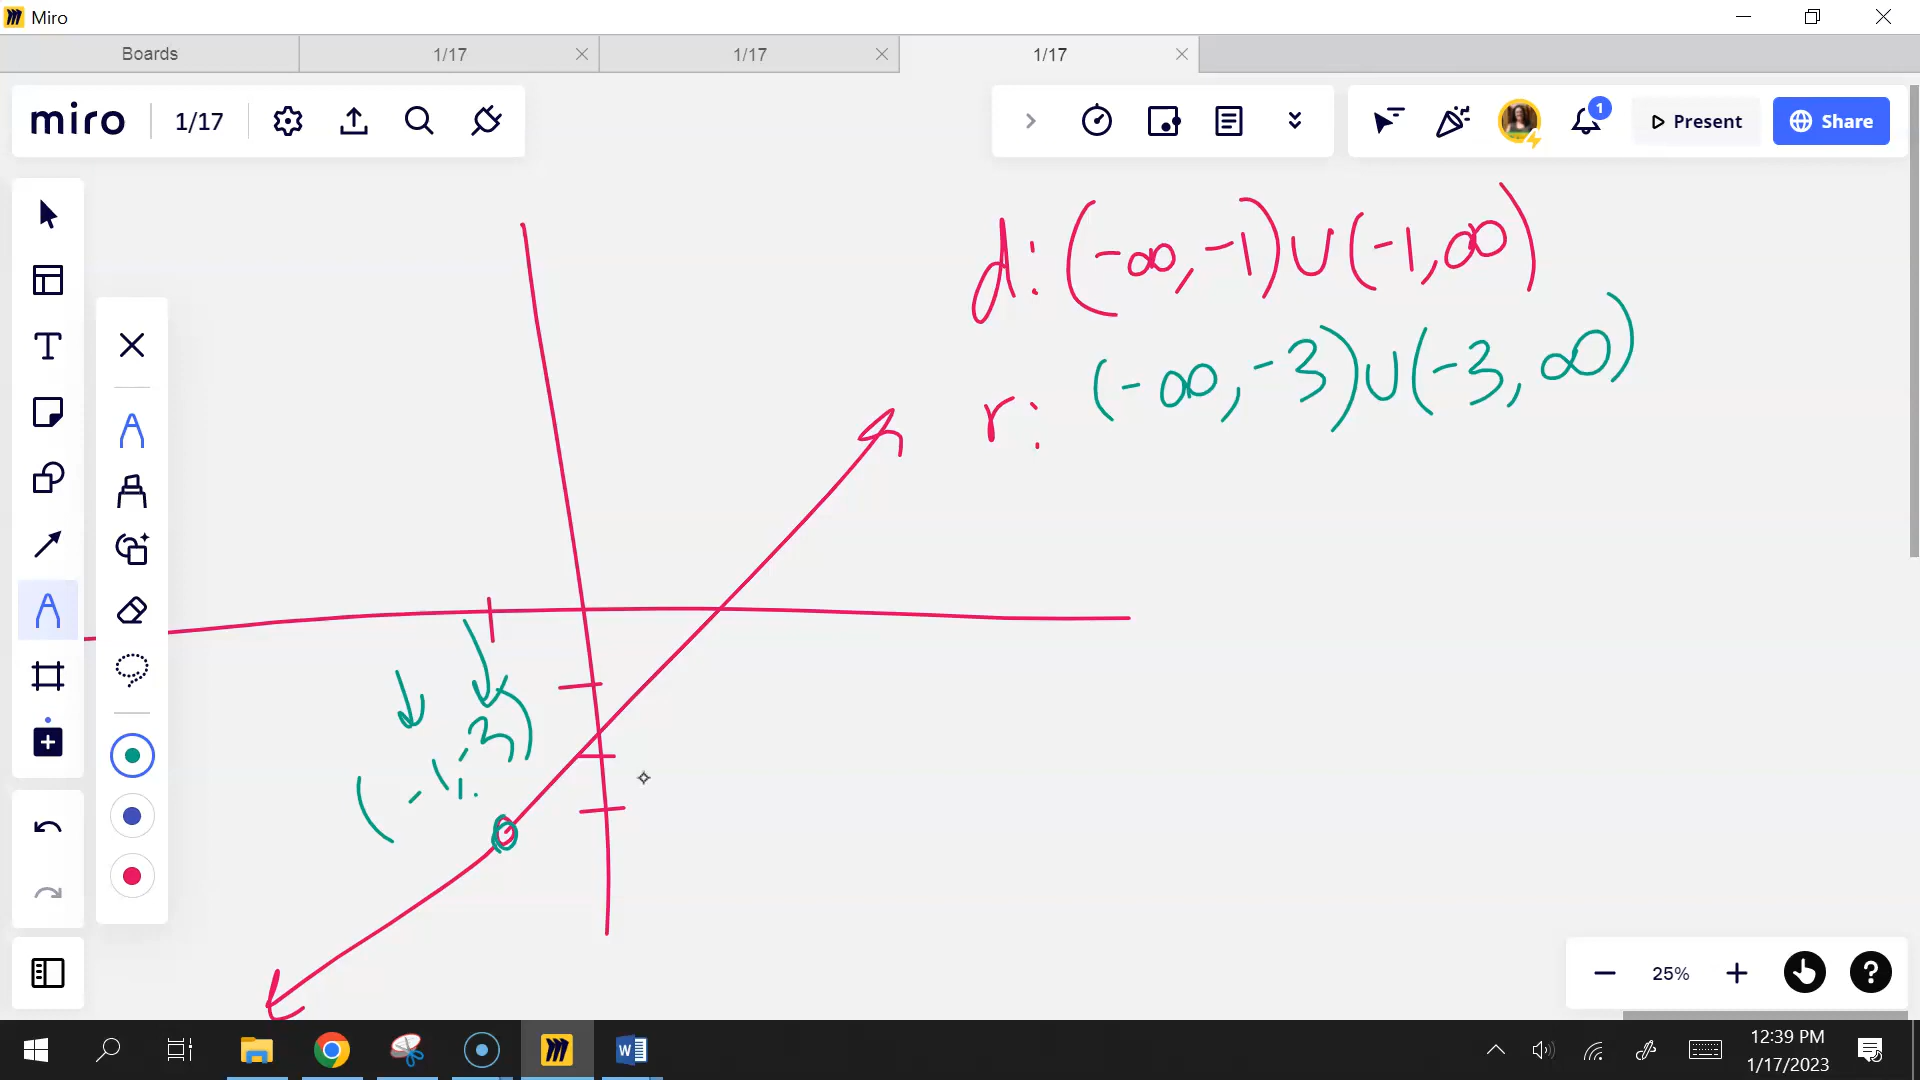 Miro
Boards 1/17 1/17 1/17
miro 1/17 1 Present Share
d: (-∞, -1) ∪ (-1, ∞)
r: (-∞, -3) ∪ (-3, ∞)
25%
12:39 PM
1/17/2023